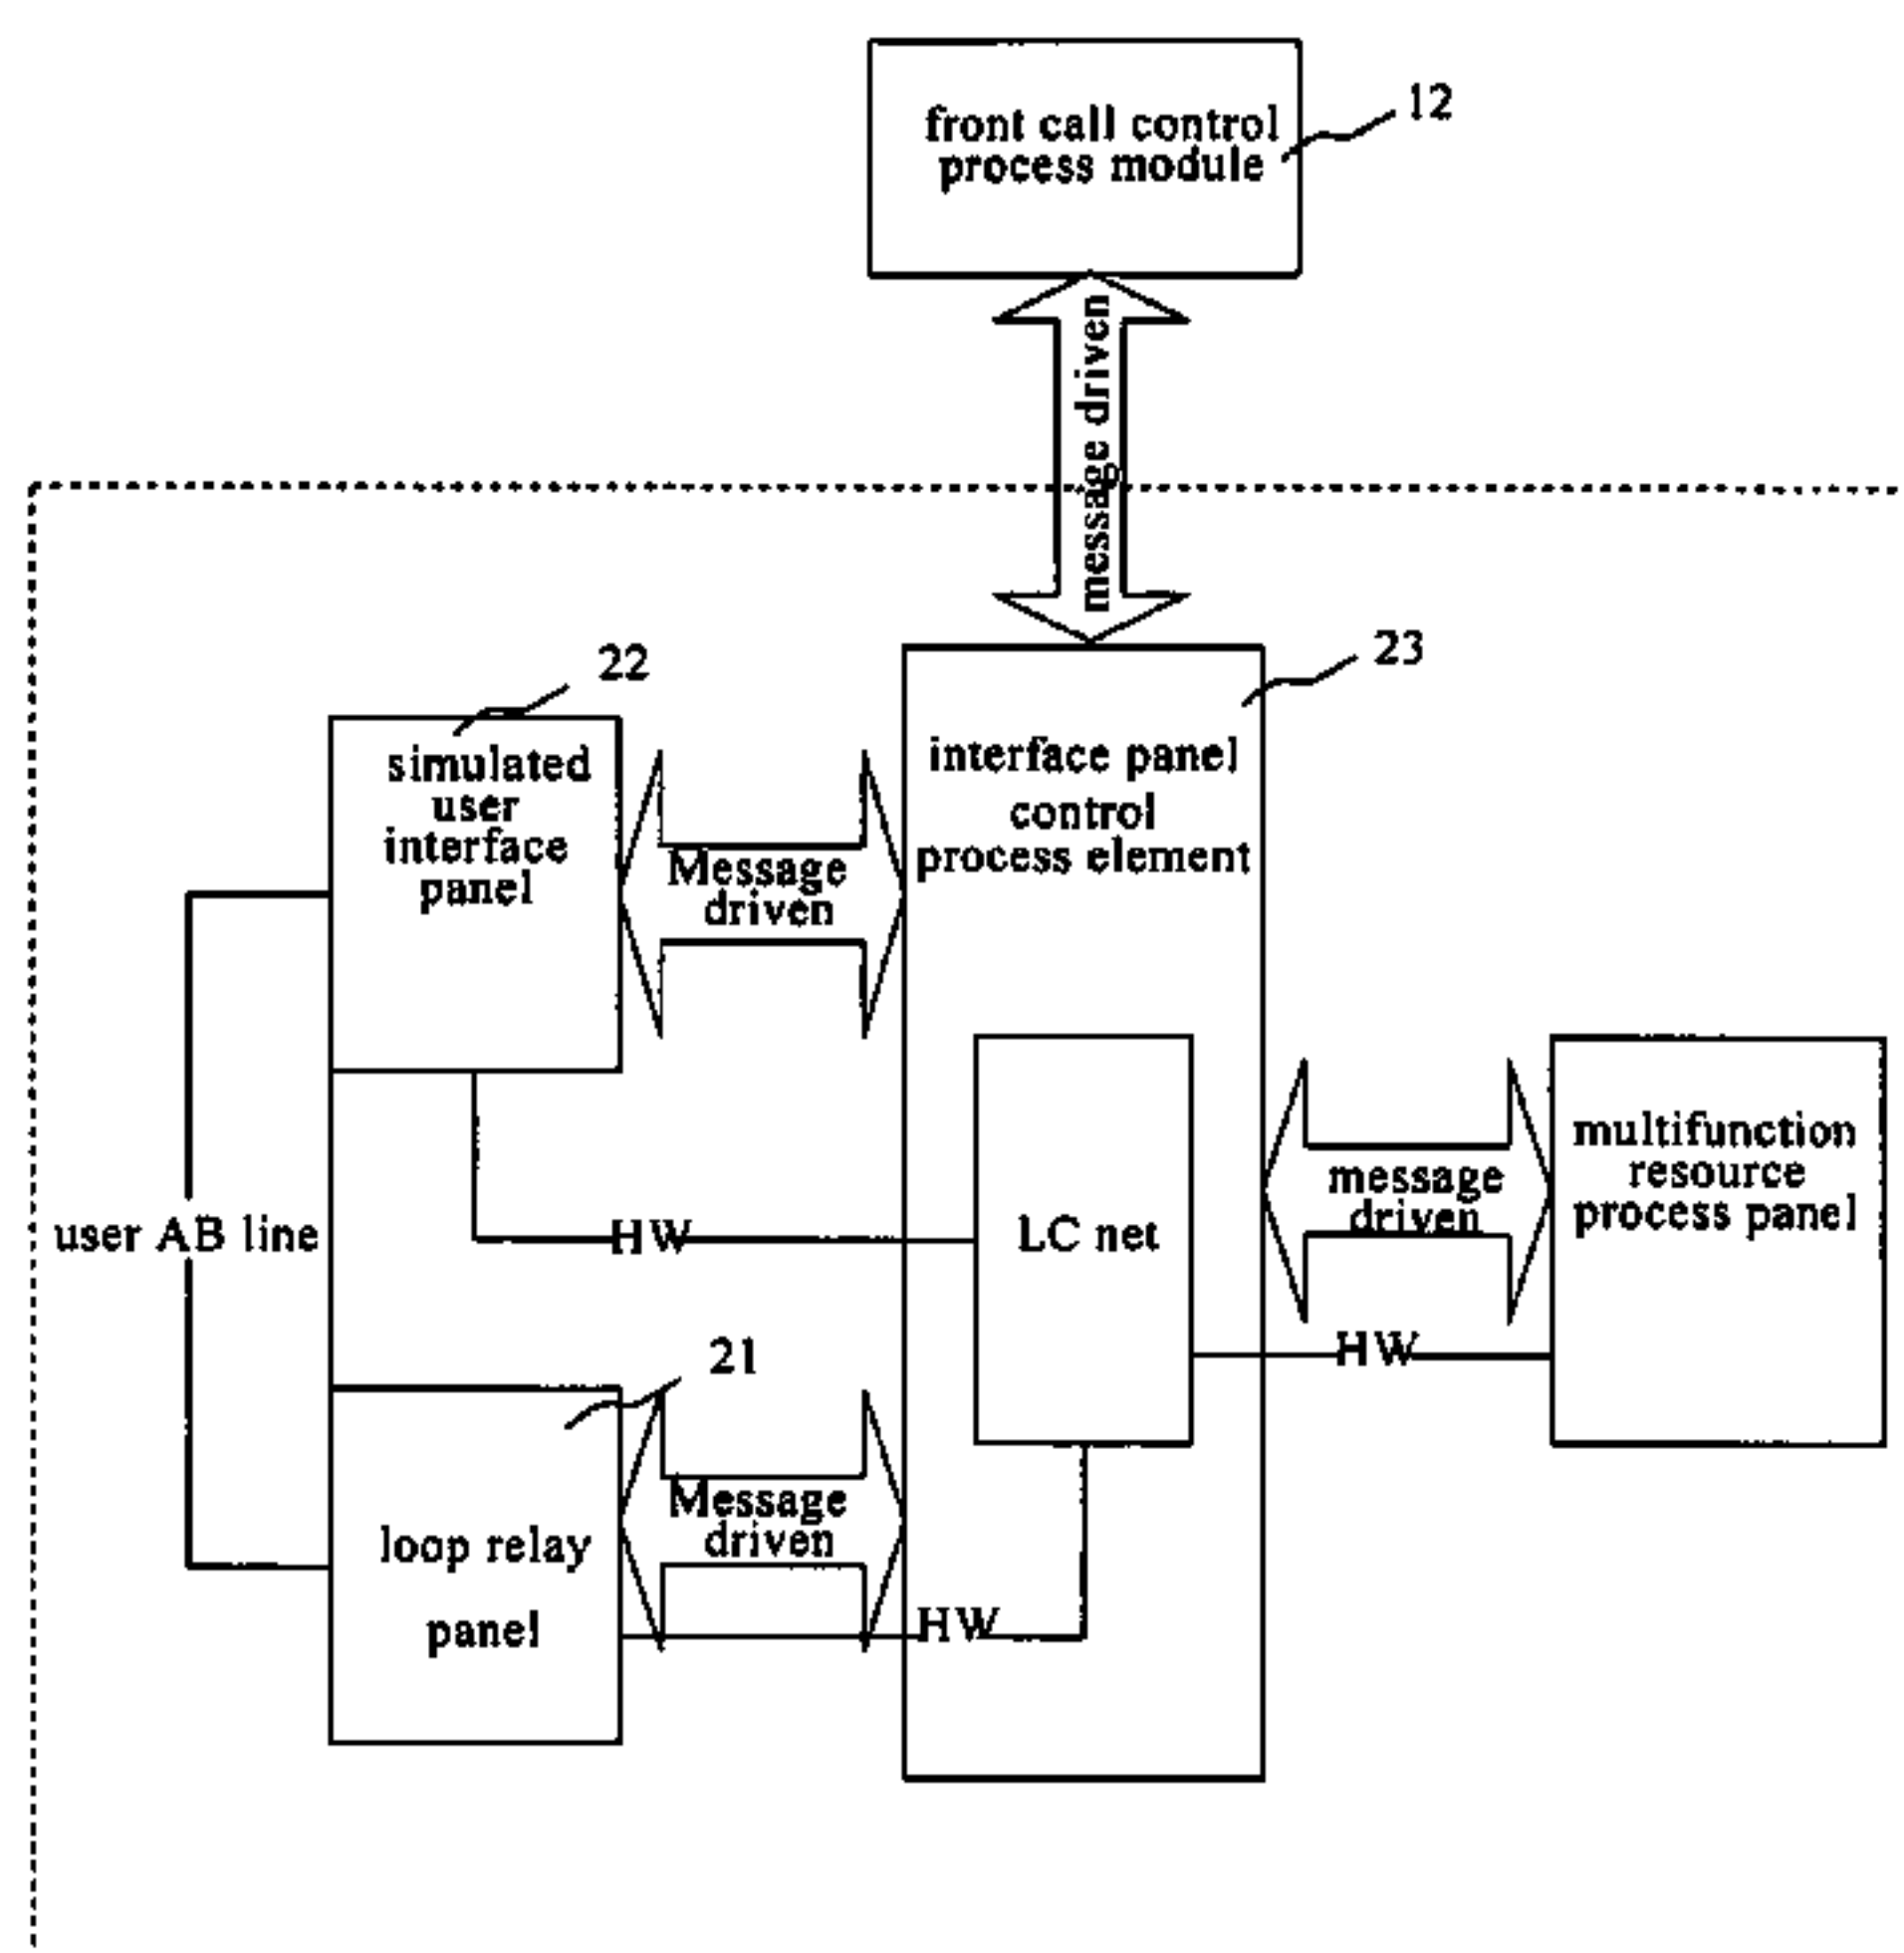 front call control
process module
12
message driven
22
23
simulated
user
interface
panel
Message
driven
interface panel
control
process element
user AB line
HW
LC net
message
driven
multifunction
resource
process panel
HW
21
loop relay
panel
Message
driven
HW